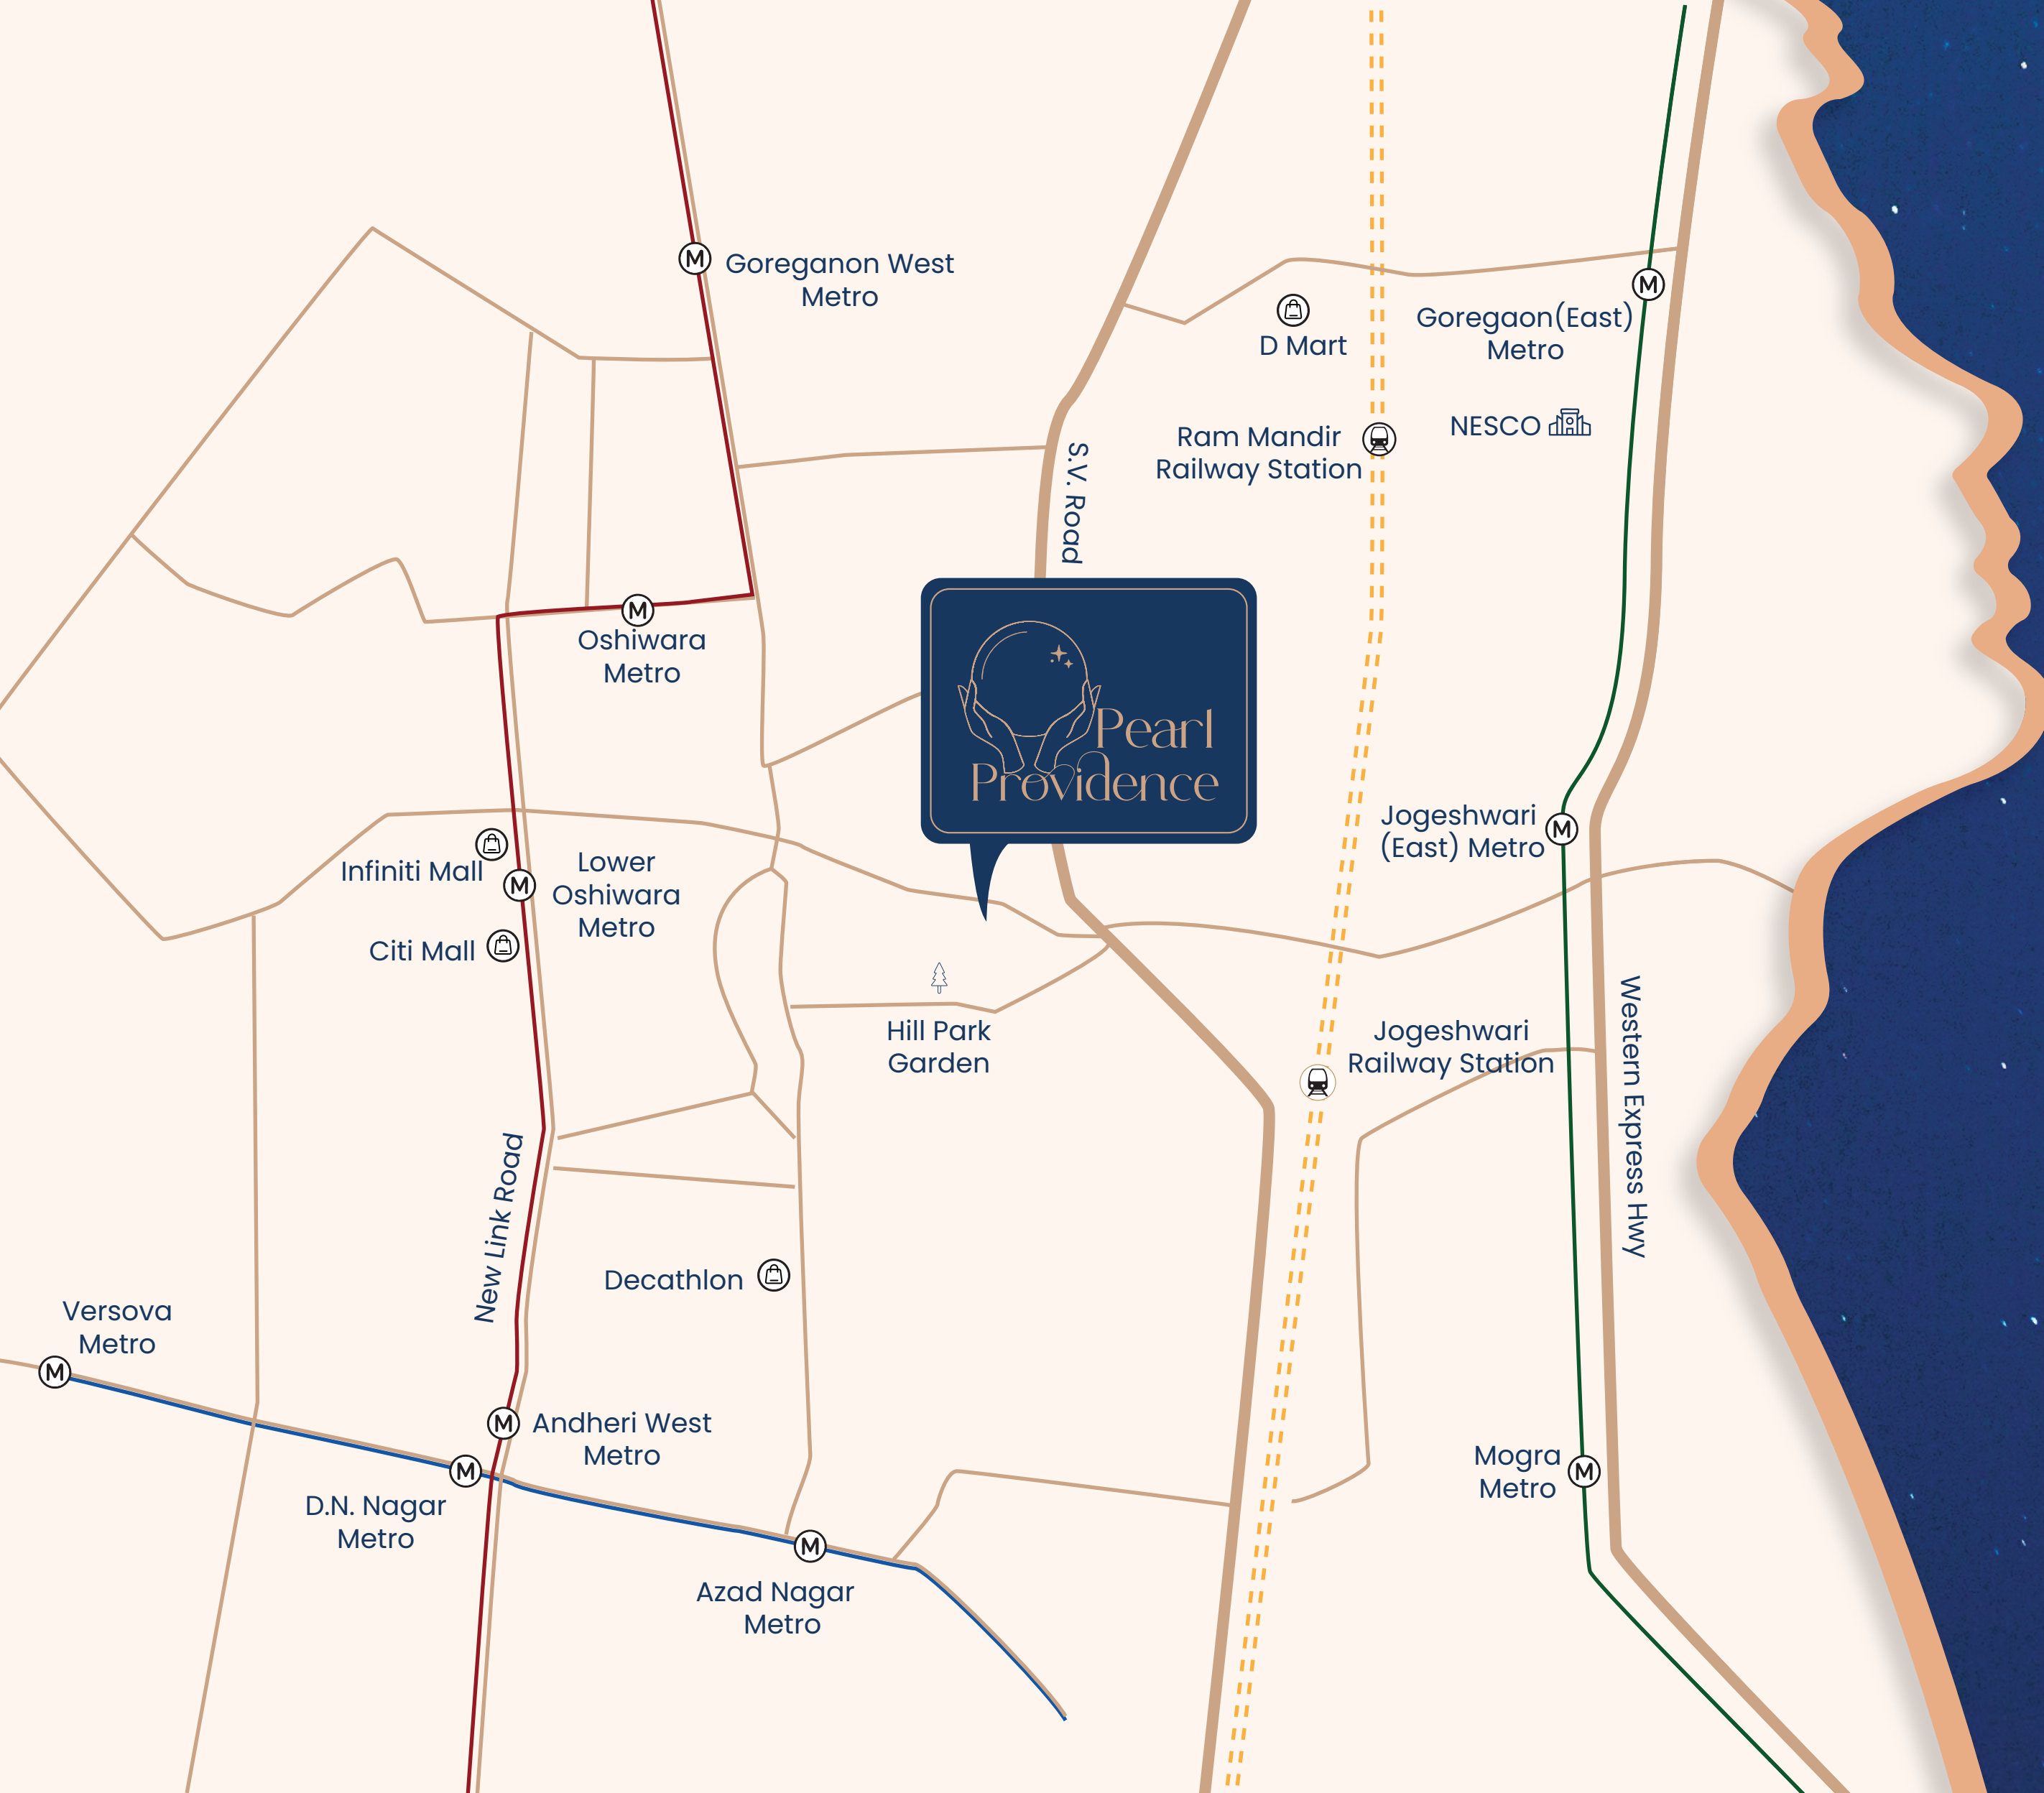 Goreganon West
Metro
Goregaon(East)
Metro
D Mart
NESCO
Ram Mandir
Railway Station
S.V. Road
Oshiwara
Metro
Pearl
Providence
Jogeshwari
(East) Metro
Infiniti Mall
Lower
Oshiwara
Metro
Citi Mall
Hill Park
Garden
Jogeshwari
Railway Station
Western Express Hwy
New Link Road
Decathlon
Versova
Metro
Andheri West
Metro
D.N. Nagar
Metro
Mogra
Metro
Azad Nagar
Metro
M
M
M
M
M
M
M
M
M
M